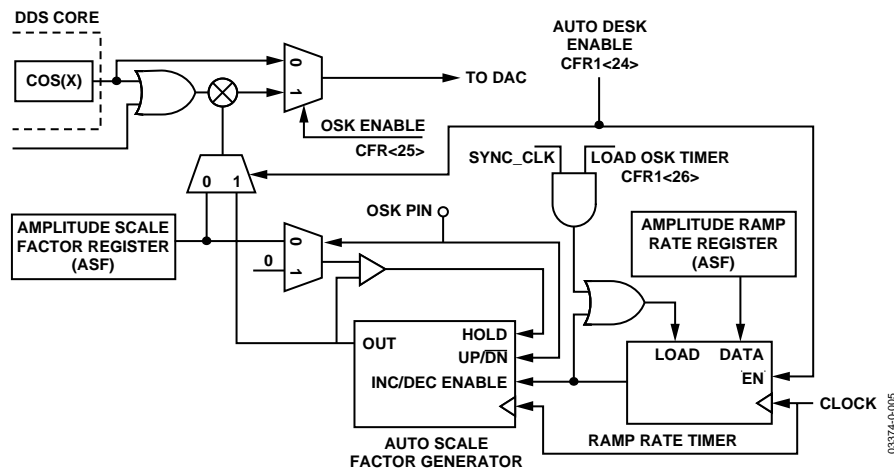 DDS CORE
COS(X)
0
1
TO DAC
OSK ENABLE
CFR<25>
AUTO DESK
ENABLE
CFR1<24>
SYNC_CLK
LOAD OSK TIMER
CFR1<26>
0 1
AMPLITUDE SCALE
FACTOR REGISTER
(ASF)
OSK PIN
0
1
0
AMPLITUDE RAMP
RATE REGISTER
(ASF)
OUT
HOLD
UP/DN
INC/DEC ENABLE
LOAD DATA
EN
CLOCK
AUTO SCALE
FACTOR GENERATOR
RAMP RATE TIMER
03374-0-005